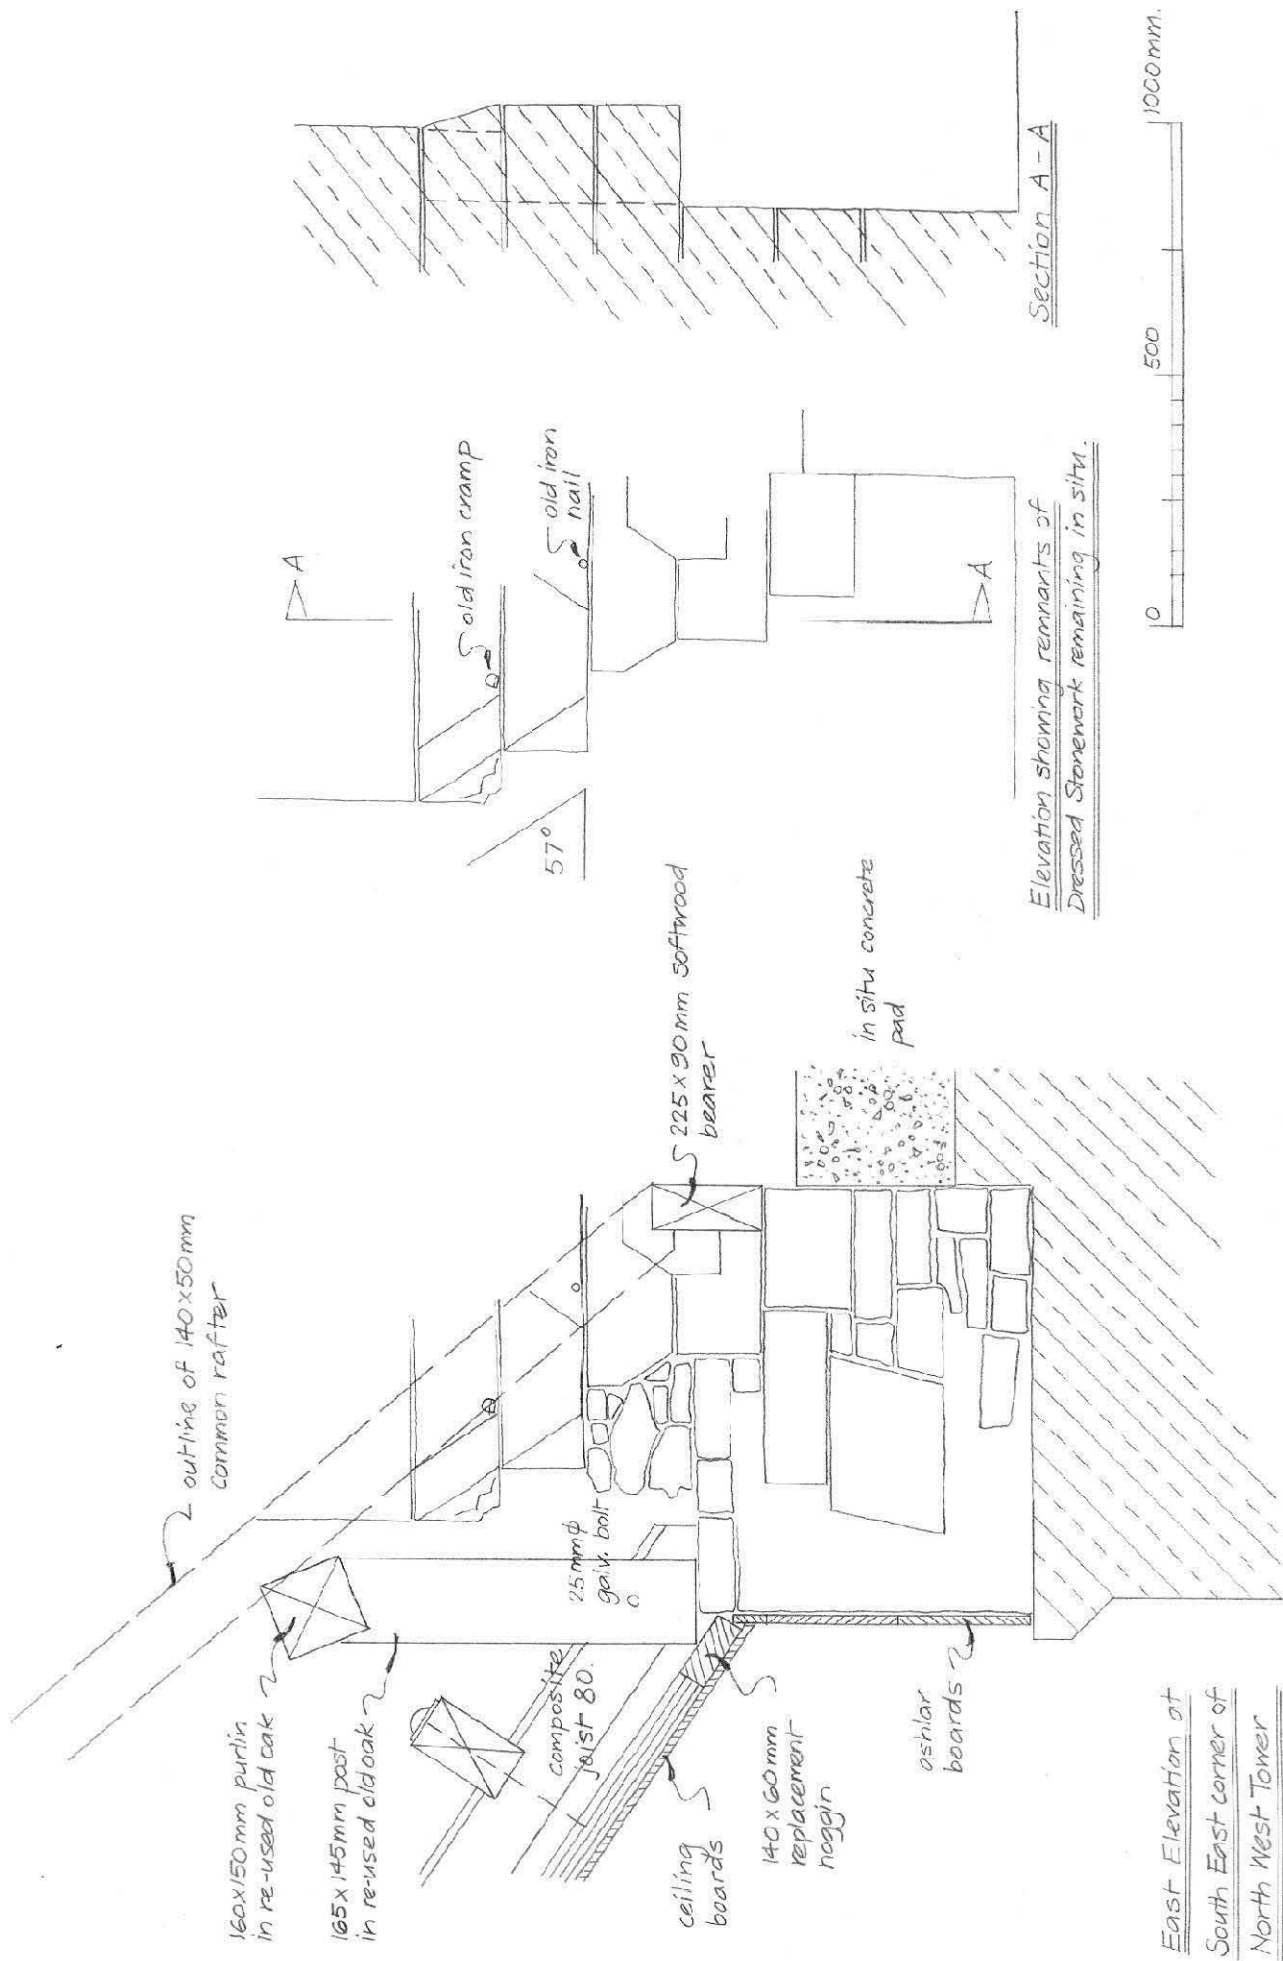 160x150mm purlin
in re-used old oak
165x145mm post
in re-used old oak
outline of 140x50mm
common rafter
composite
joist 80.
25mmφ
galv. bolt
ceiling
boards
140x60mm
replacement
noggin
ashlar
boards
225x90mm softwood
bearer
in situ concrete
pad
East Elevation of
South East corner of
North West Tower
57°
A
old iron cramp
old iron
nail
A
Elevation showing remnants of
Dressed Stonework remaining in situ.
Section A-A
0
500
1000mm.